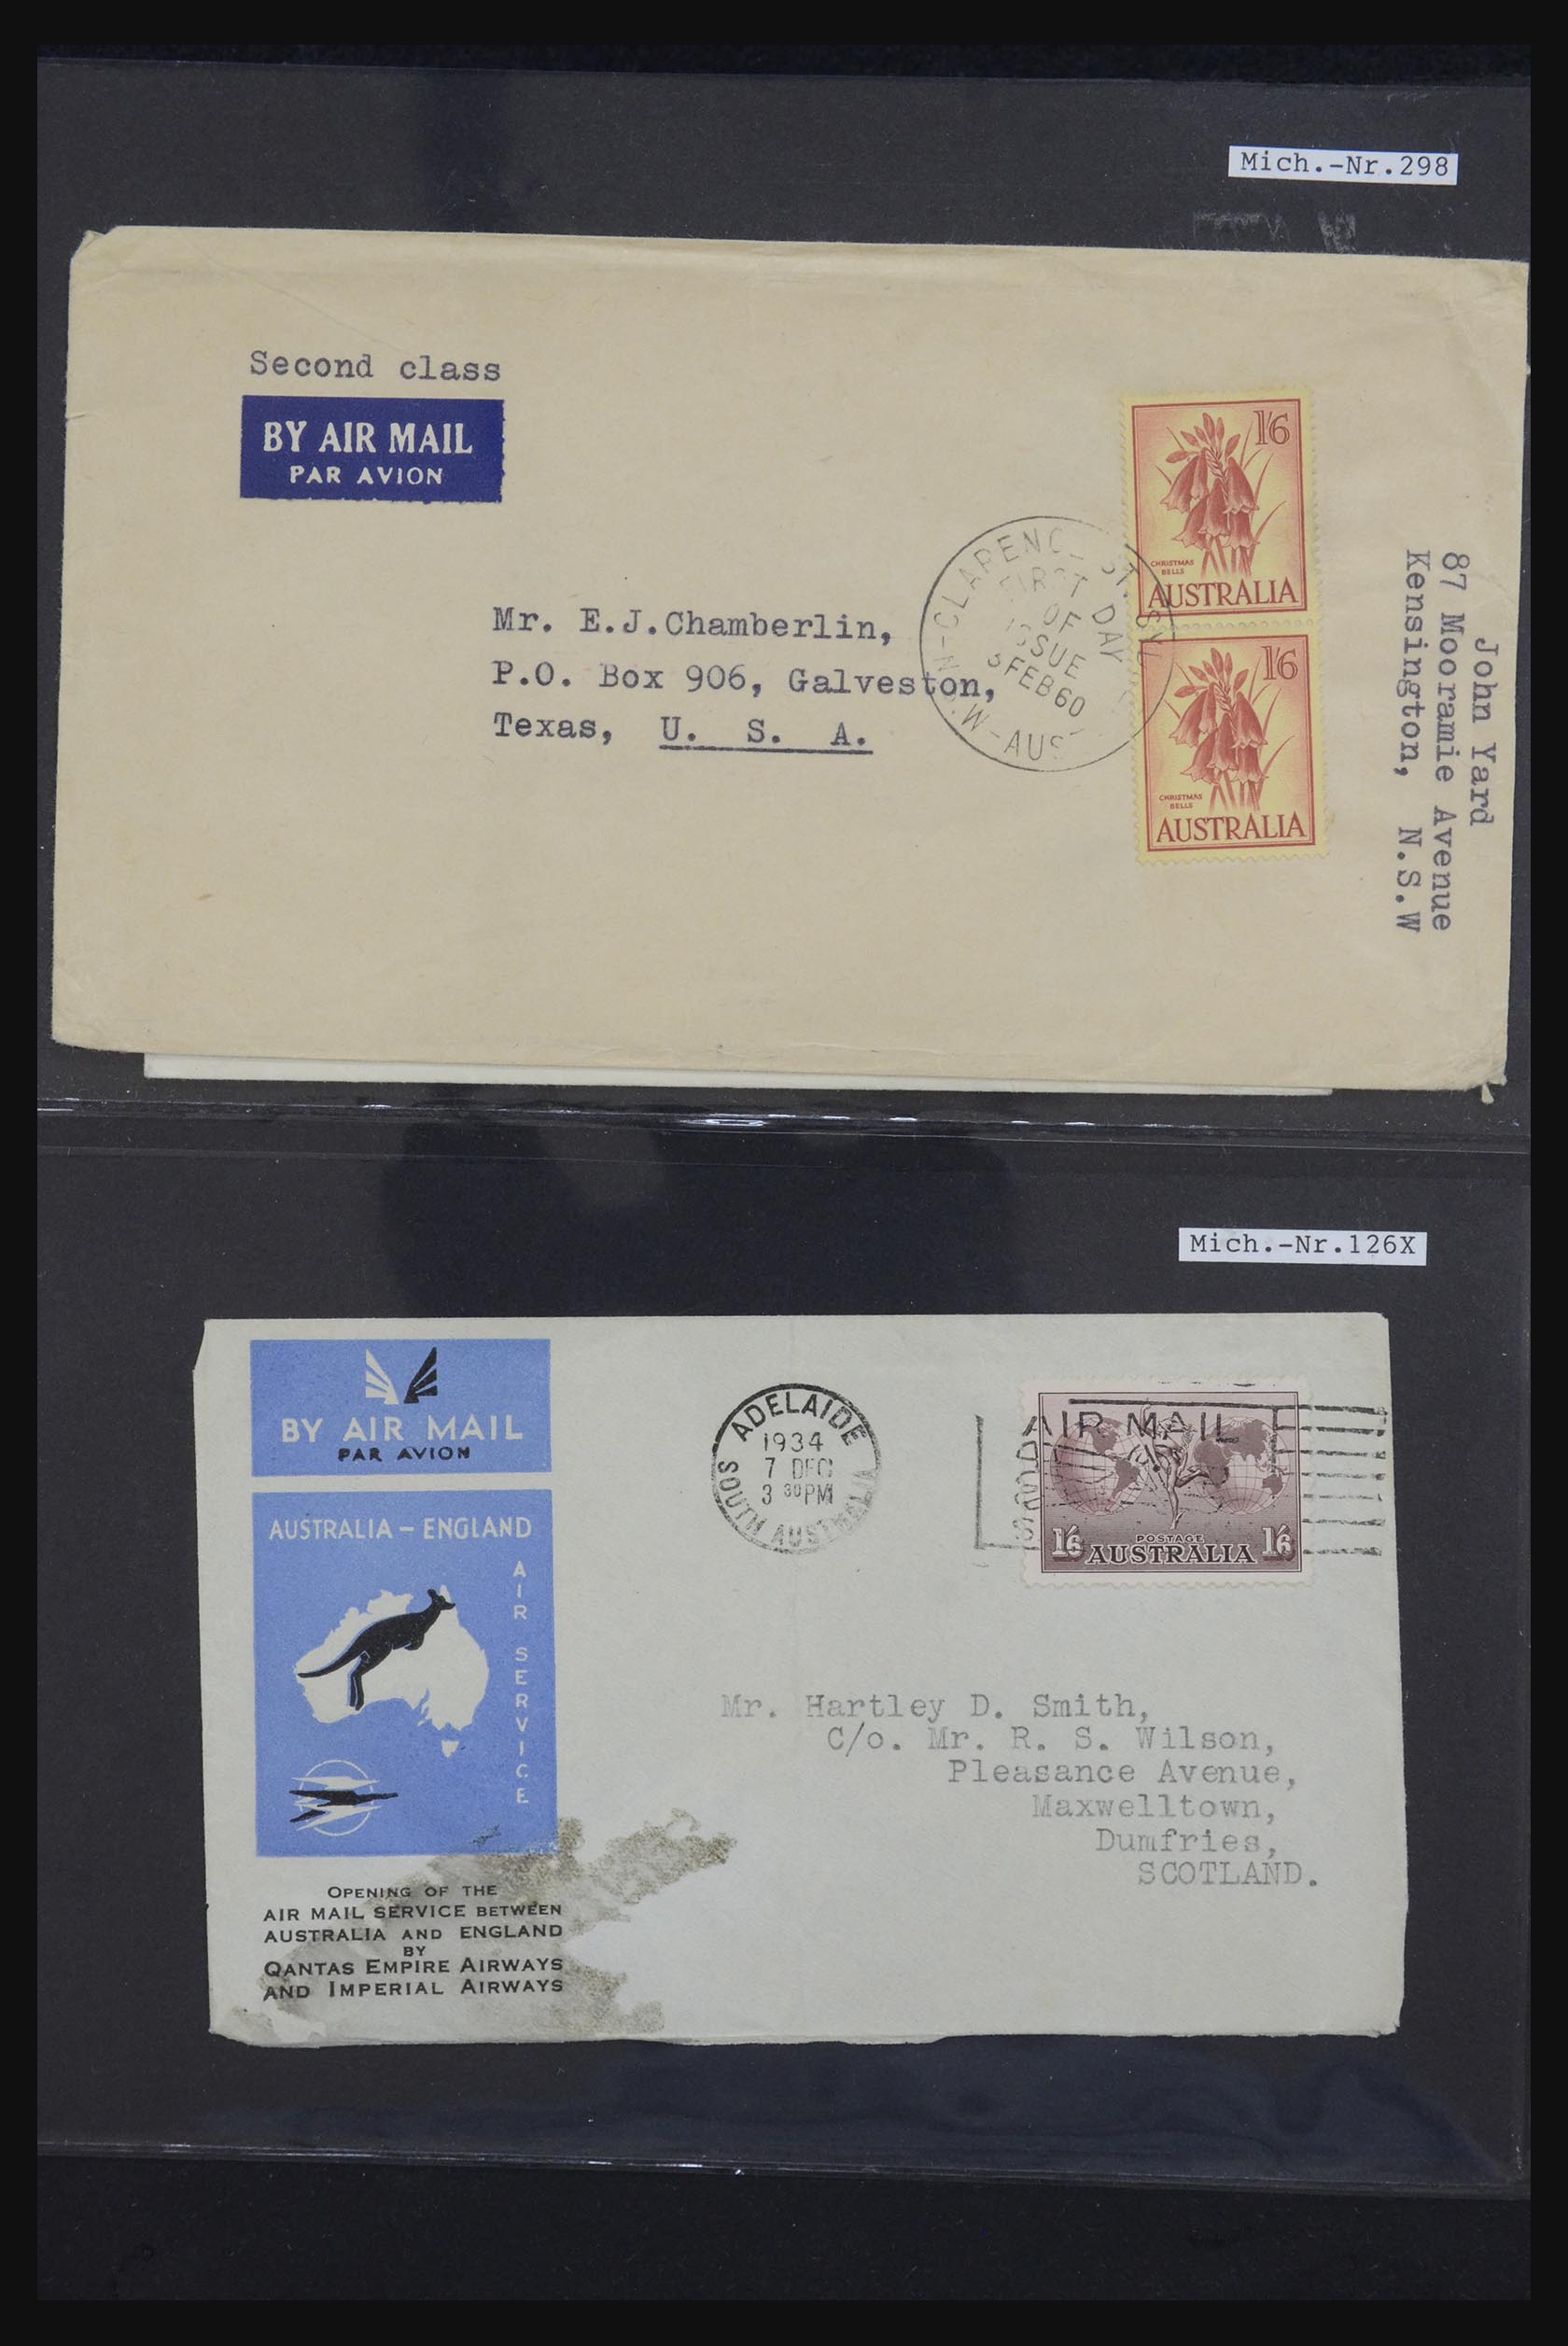 Mich.-Nr.298
Second class
BY AIR MAIL
PAR AVION
1/6
CHRISTMAS
BELLS
AUSTRALIA
1/6
CHRISTMAS
BELLS
AUSTRALIA
ST.
FIRST DAY
OF
ISSUE
FEB 60
N.S.W-AUS
Mr. E.J.Chamberlin,
P.O. Box 906, Galveston,
Texas, U. S. A.
John Yard
87 Mooramie Avenue
Kensington, N.S.W
Mich.-Nr.126X
BY AIR MAIL
PAR AVION
AUSTRALIA – ENGLAND
AIR SERVICE
OPENING OF THE
AIR MAIL SERVICE BETWEEN
AUSTRALIA AND ENGLAND
BY
QANTAS EMPIRE AIRWAYS
AND IMPERIAL AIRWAYS
ADELAIDE
1934
7 DEC
3 30PM
SOUTH AUSTRALIA
AIR MAIL
1/6 POSTAGE 1/6
AUSTRALIA
Mr. Hartley D. Smith,
C/o. Mr. R. S. Wilson,
Pleasance Avenue,
Maxwelltown,
Dumfries,
SCOTLAND.